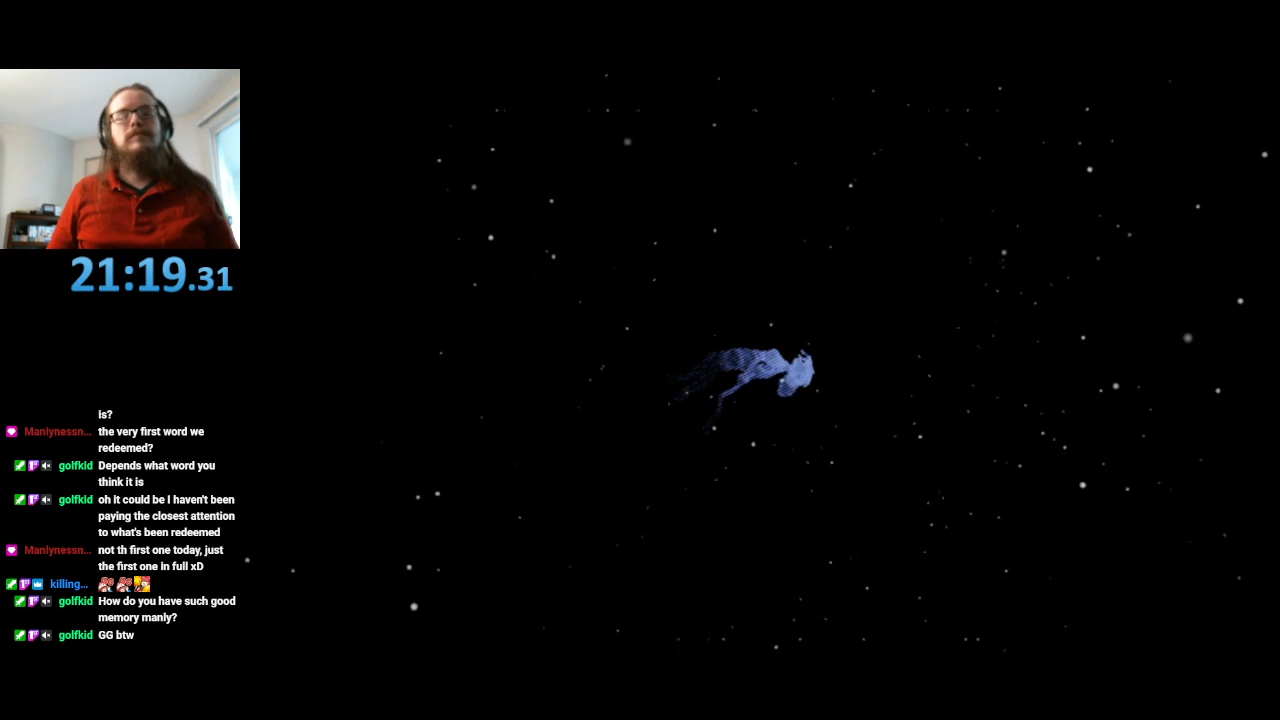 21:19.31
is?
Manlynessn... the very first word we
redeemed?
golfkid Depends what word you
think it is
golfkid oh it could be I haven't been
paying the closest attention
to what's been redeemed
Manlynessn... not th first one today, just
the first one in full xD
killing...
golfkid How do you have such good
memory manly?
golfkid GG btw